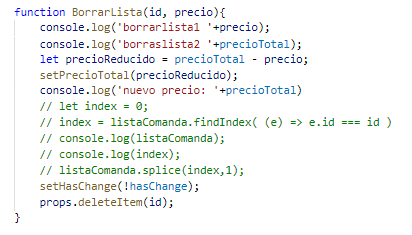 function BorrarLista(id, precio){
console.log('borrarlista1 '+precio);
console.log('borraslista2 '+precioTotal);
let precioReducido = precioTotal - precio;
setPrecioTotal(precioReducido);
console.log('nuevo precio: '+precioTotal)
// let index = 0;
// index = listaComanda.findIndex( (e) => e.id === id )
// console.log(listaComanda);
// console.log(index);
// listaComanda.splice(index,1);
setHasChange(!hasChange);
props.deleteItem(id);
}